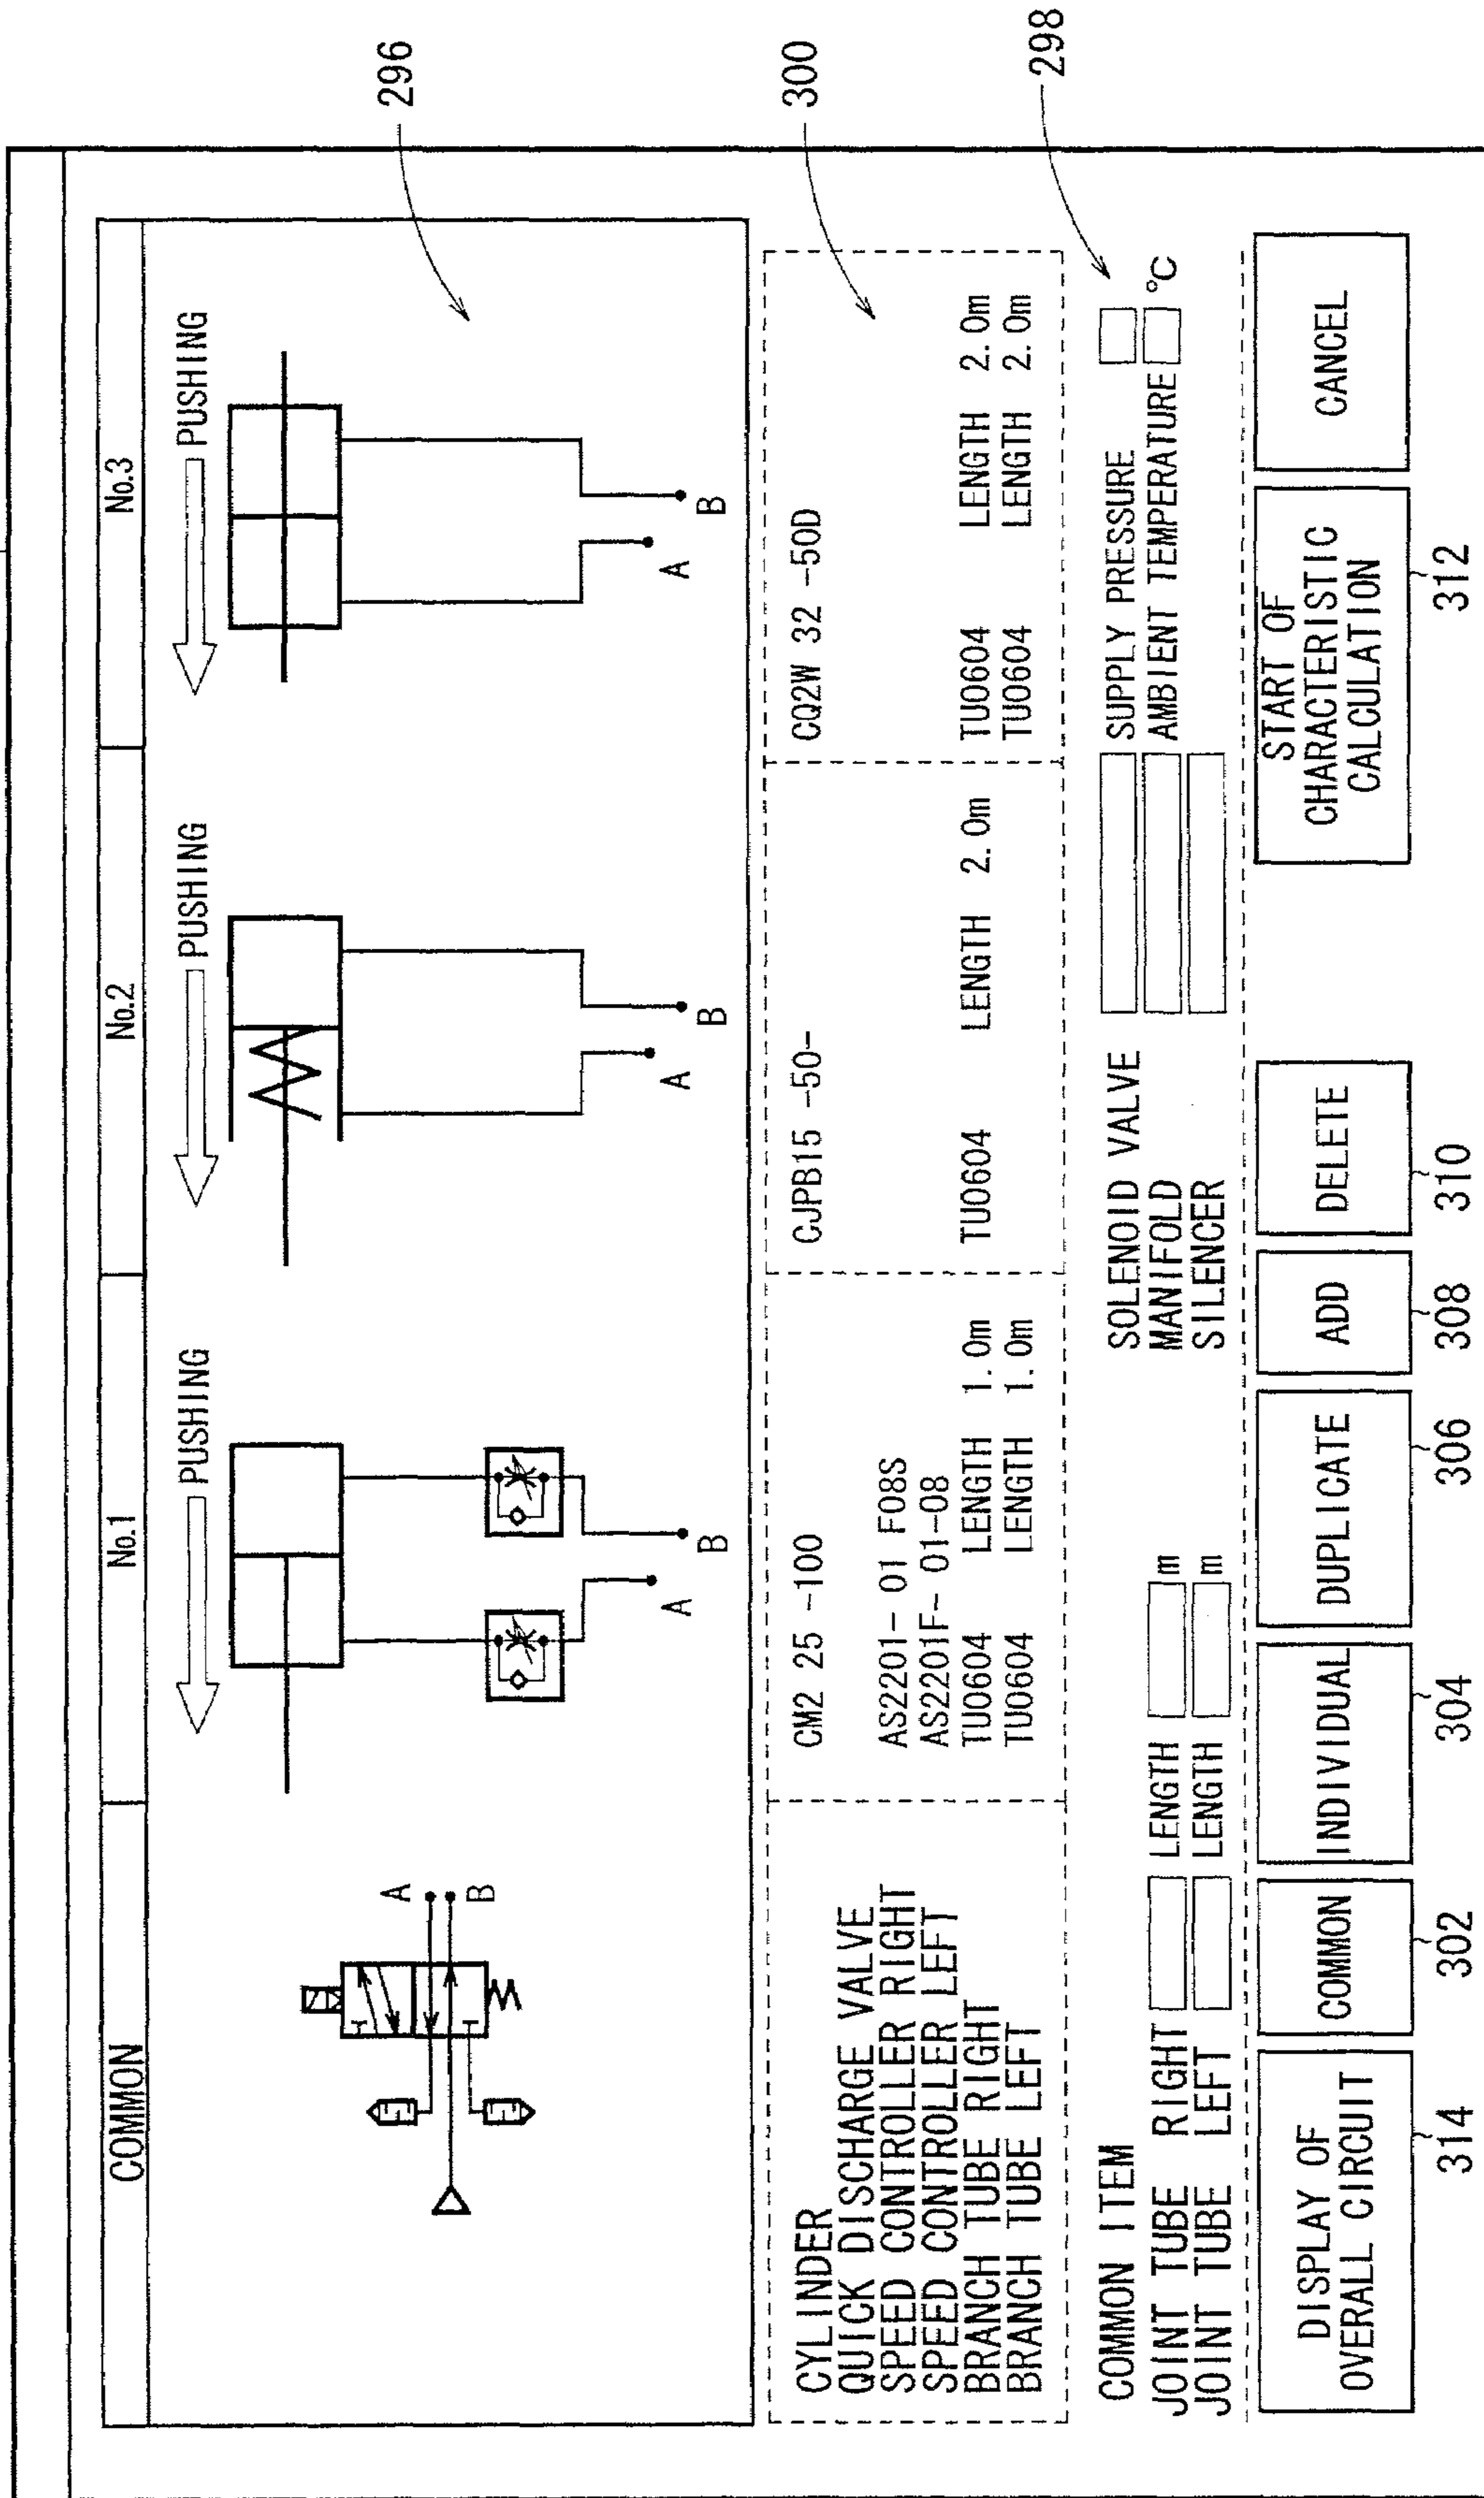 COMMON
No.1
No.2
No.3
PUSHING
PUSHING
PUSHING
296
A
B
A
B
A
B
A
B
CYLINDER
QUICK DISCHARGE VALVE
SPEED CONTROLLER RIGHT
SPEED CONTROLLER LEFT
BRANCH TUBE RIGHT
BRANCH TUBE LEFT
CM2 25 -100
AS2201- 01 F08S
AS2201F- 01-08
TU0604 LENGTH 1.0m
TU0604 LENGTH 1.0m
CJPB15 -50-
TU0604 LENGTH 2.0m
CQ2W 32 -50D
TU0604 LENGTH 2.0m
TU0604 LENGTH 2.0m
300
COMMON ITEM
JOINT TUBE RIGHT LENGTH m
JOINT TUBE LEFT LENGTH m
SOLENOID VALVE
MANIFOLD
SILENCER
SUPPLY PRESSURE
AMBIENT TEMPERATURE °C
298
DISPLAY OF
OVERALL CIRCUIT
COMMON
INDIVIDUAL
DUPLICATE
ADD
DELETE
START OF
CHARACTERISTIC
CALCULATION
CANCEL
314
302
304
306
308
310
312